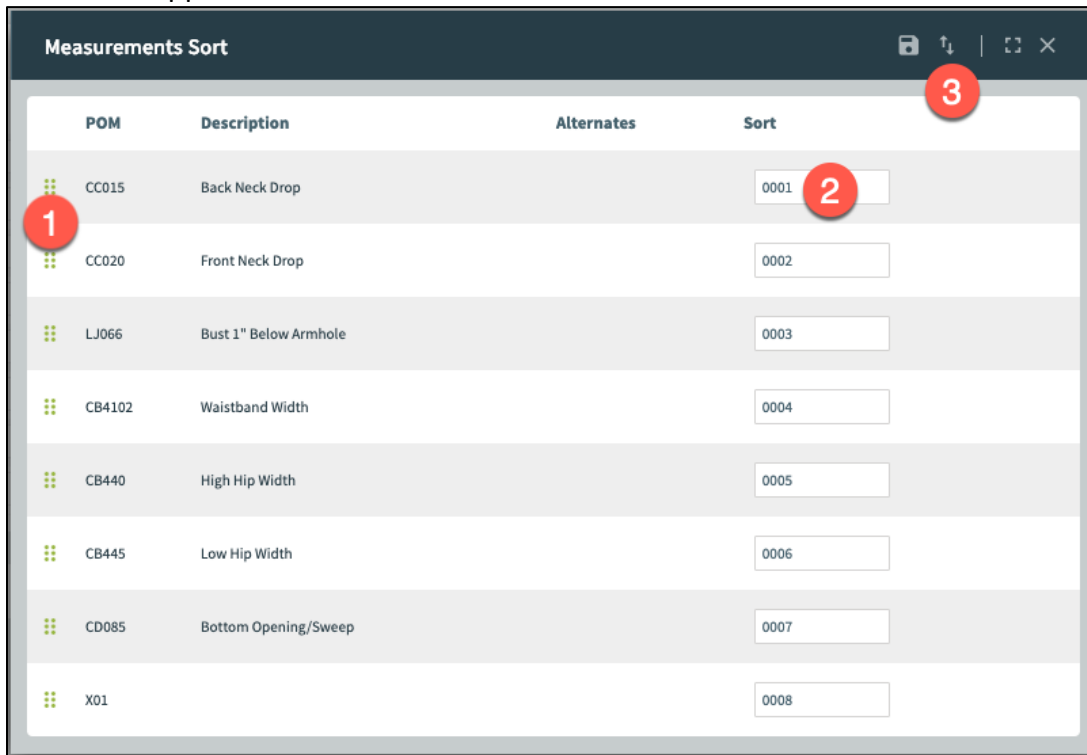 Measurements Sort
3
POM Description Alternates Sort
CC015 Back Neck Drop 0001 2
1
CC020 Front Neck Drop 0002
LJ066 Bust 1" Below Armhole 0003
CB4102 Waistband Width 0004
CB440 High Hip Width 0005
CB445 Low Hip Width 0006
CD085 Bottom Opening/Sweep 0007
X01 0008